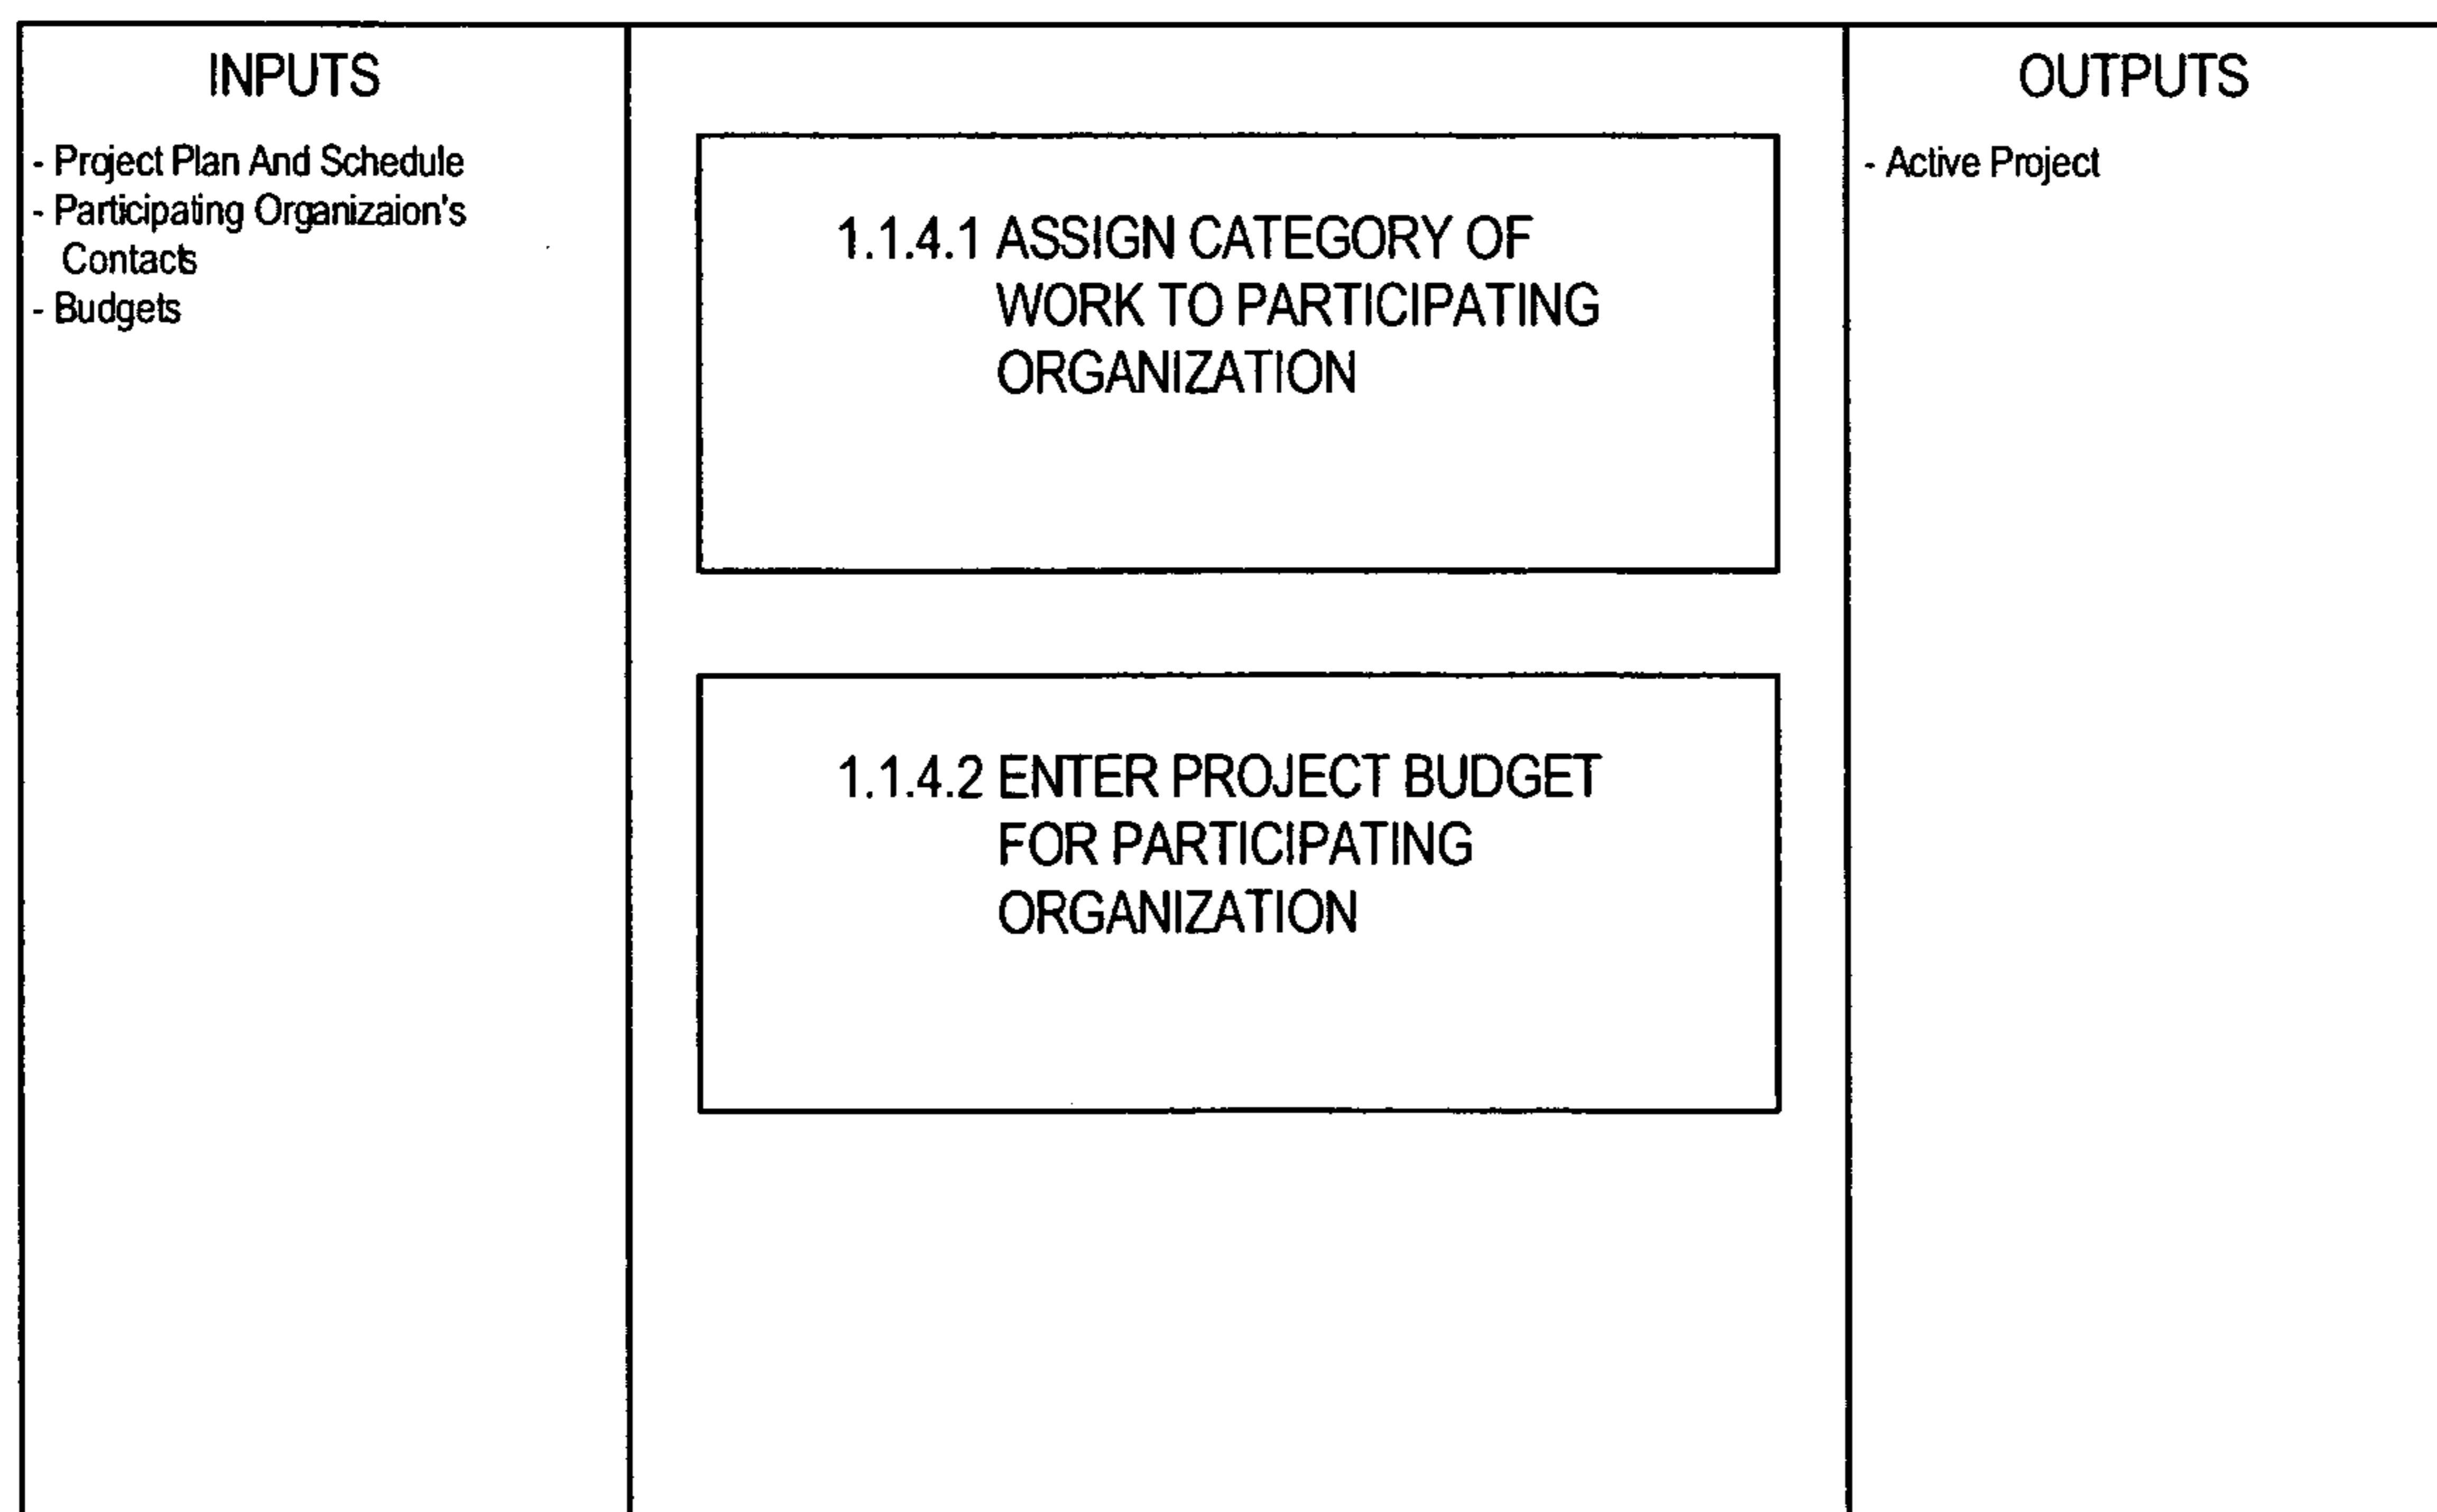 INPUTS
- Project Plan And Schedule
- Participating Organizaion's
Contacts
- Budgets
1.1.4.1 ASSIGN CATEGORY OF
WORK TO PARTICIPATING
ORGANIZATION
1.1.4.2 ENTER PROJECT BUDGET
FOR PARTICIPATING
ORGANIZATION
OUTPUTS
- Active Project